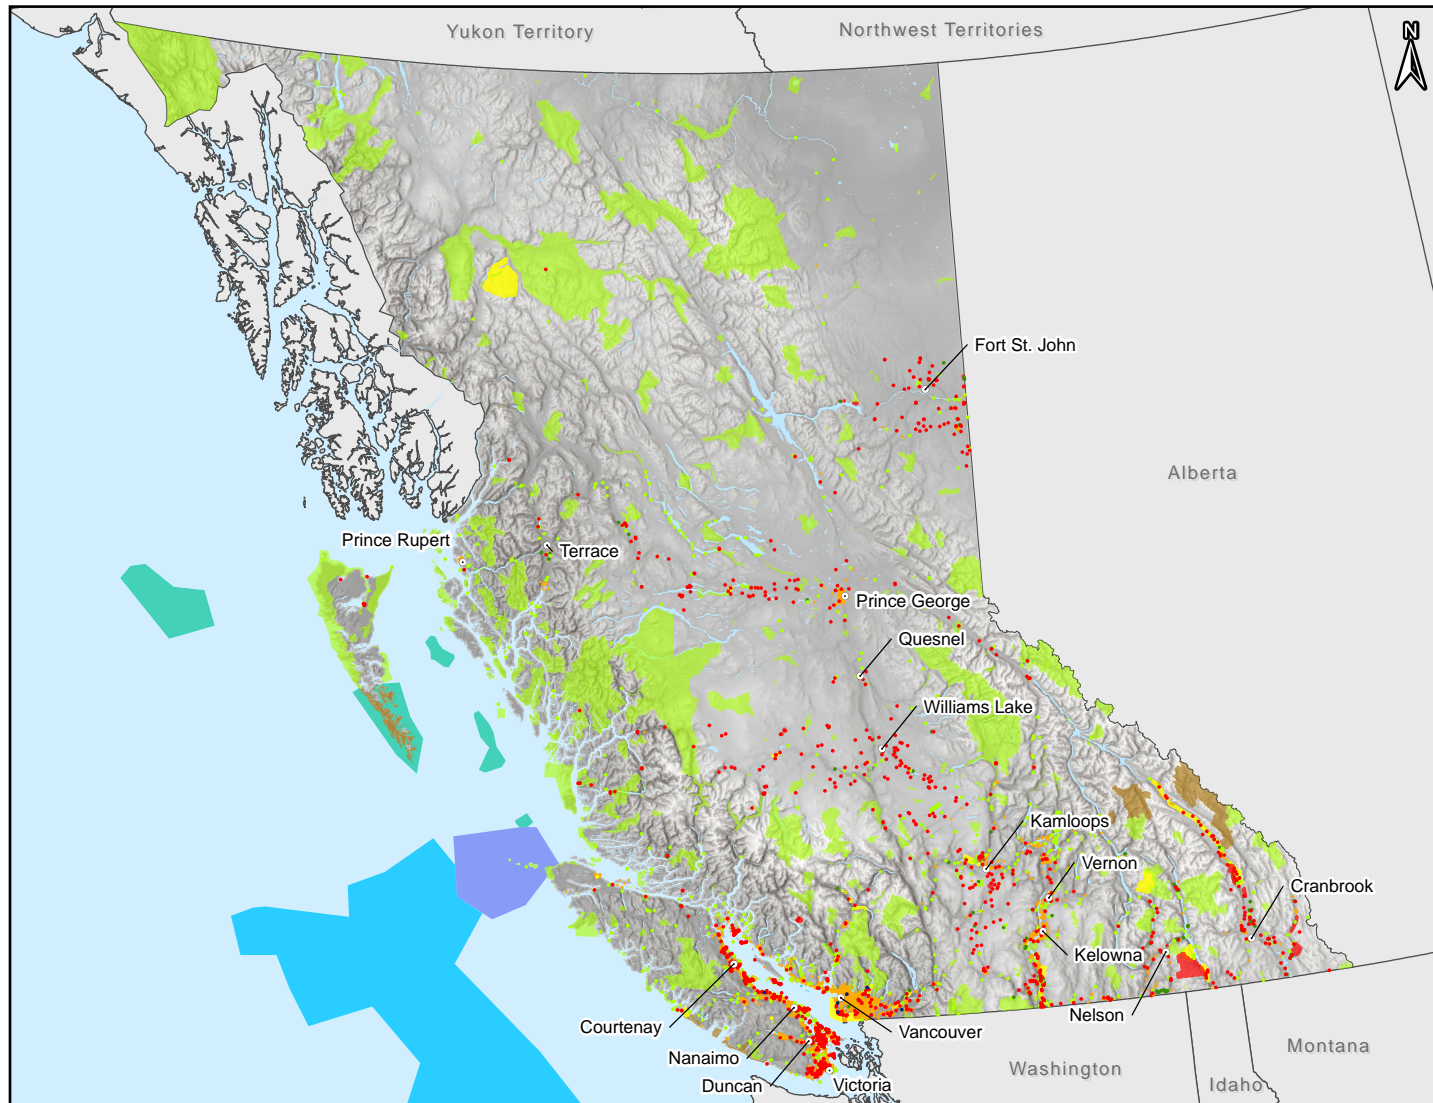 Yukon Territory
Northwest Territories
N
Fort St. John
Alberta
Prince Rupert
Terrace
Prince George
Quesnel
Williams Lake
Kamloops
Vernon
Cranbrook
Kelowna
Courtenay
Vancouver
Nelson
Nanaimo
Duncan
Victoria
Washington
Idaho
Montana